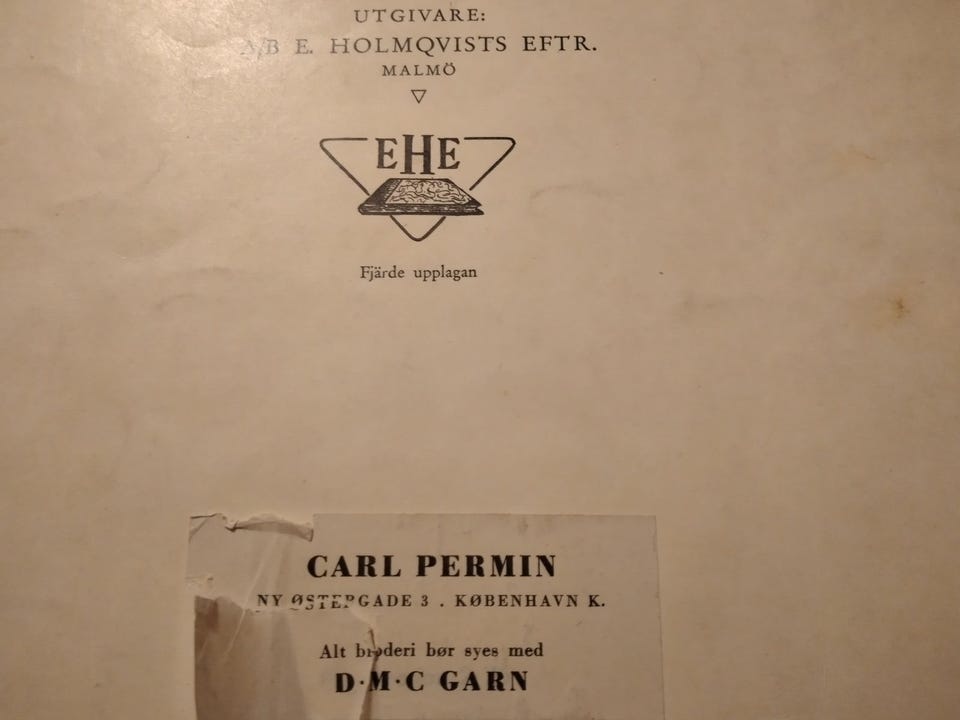 UTGIVARE:
A/B E. HOLMQVISTS EFTR.
MALMÖ
EHE
Fjärde upplagan
CARL PERMIN
NY ØSTERGADE 3 . KØBENHAVN K.
Alt broderi bør syes med
D·M·C GARN